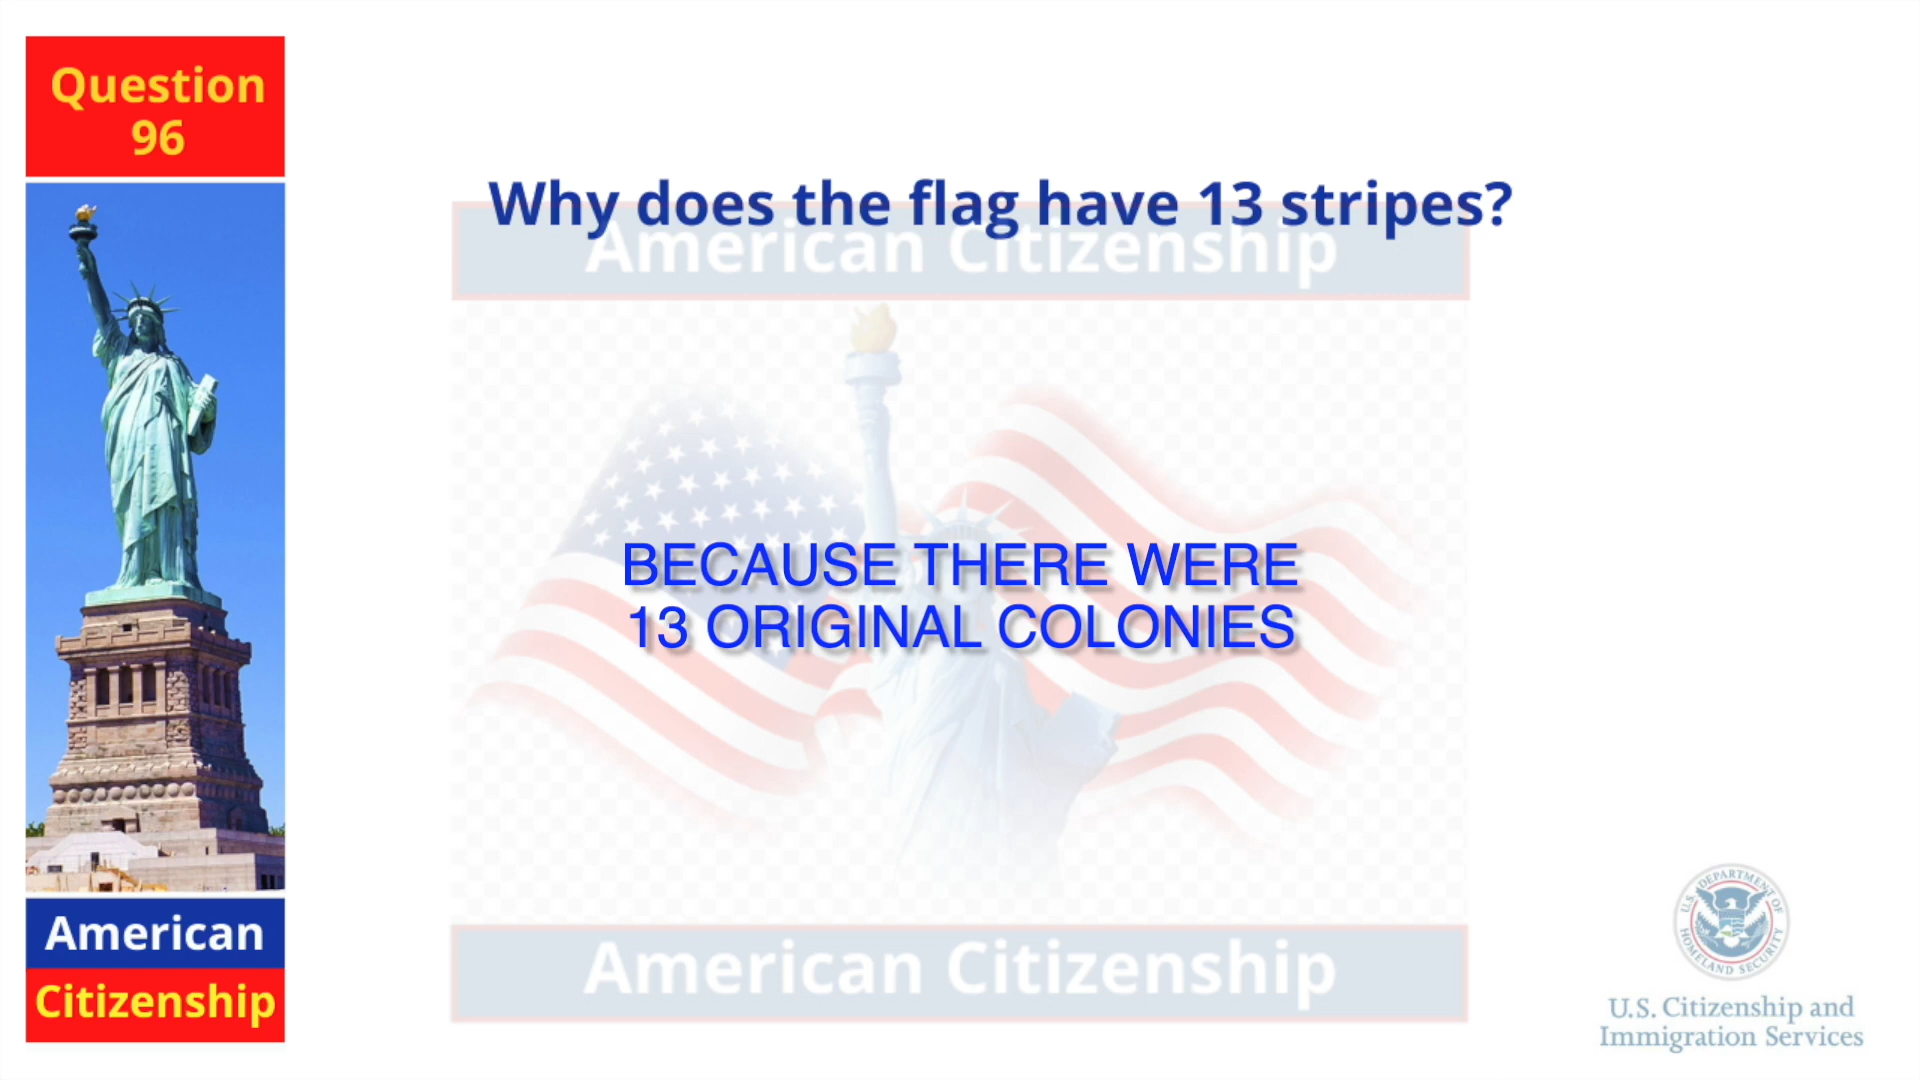 Question
96
Why does the flag have 13 stripes?
American Citizenship
BECAUSE THERE WERE
13 ORIGINAL COLONIES
American
Citizenship
American Citizenship
U.S. DEPARTMENT OF
HOMELAND SECURITY
U.S. Citizenship and
Immigration Services